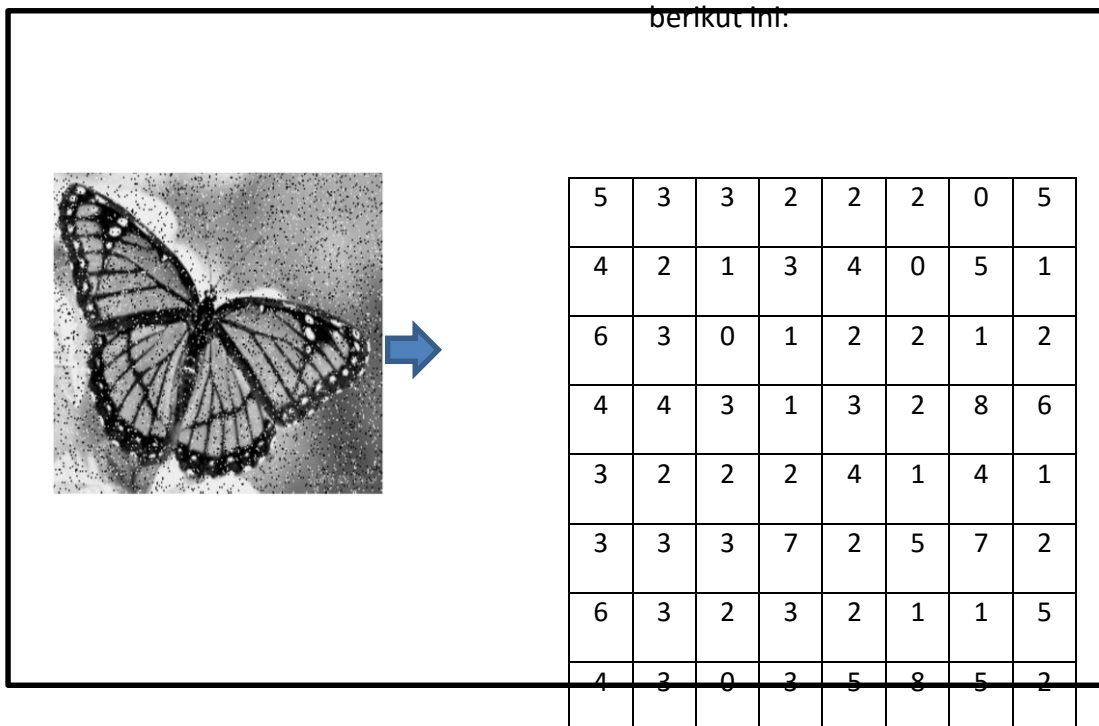 berikut ini:
5 3 3 2 2 2 0 5
4 2 1 3 4 0 5 1
6 3 0 1 2 2 1 2
4 4 3 1 3 2 8 6
3 2 2 2 4 1 4 1
3 3 3 7 2 5 7 2
6 3 2 3 2 1 1 5
4 3 0 3 5 8 5 2